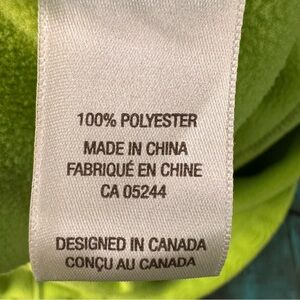 100% POLYESTER
MADE IN CHINA
FABRIQUÉ EN CHINE
CA 05244
DESIGNED IN CANADA
CONÇU AU CANADA